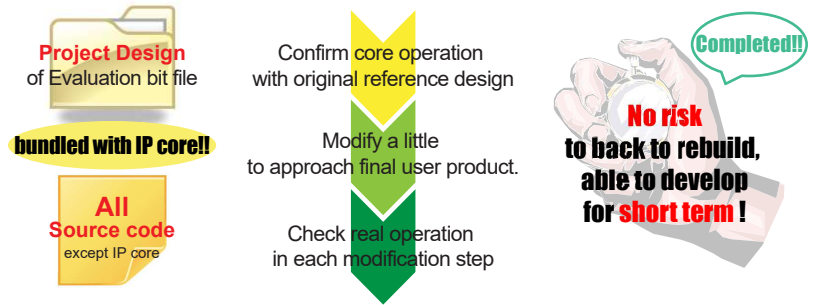 Project Design
of Evaluation bit file
bundled with IP core!!
All
Source code
except IP core
Confirm core operation
with original reference design
Modify a little
to approach final user product.
Check real operation
in each modification step
Completed!!
No risk
to back to rebuild,
able to develop
for short term !